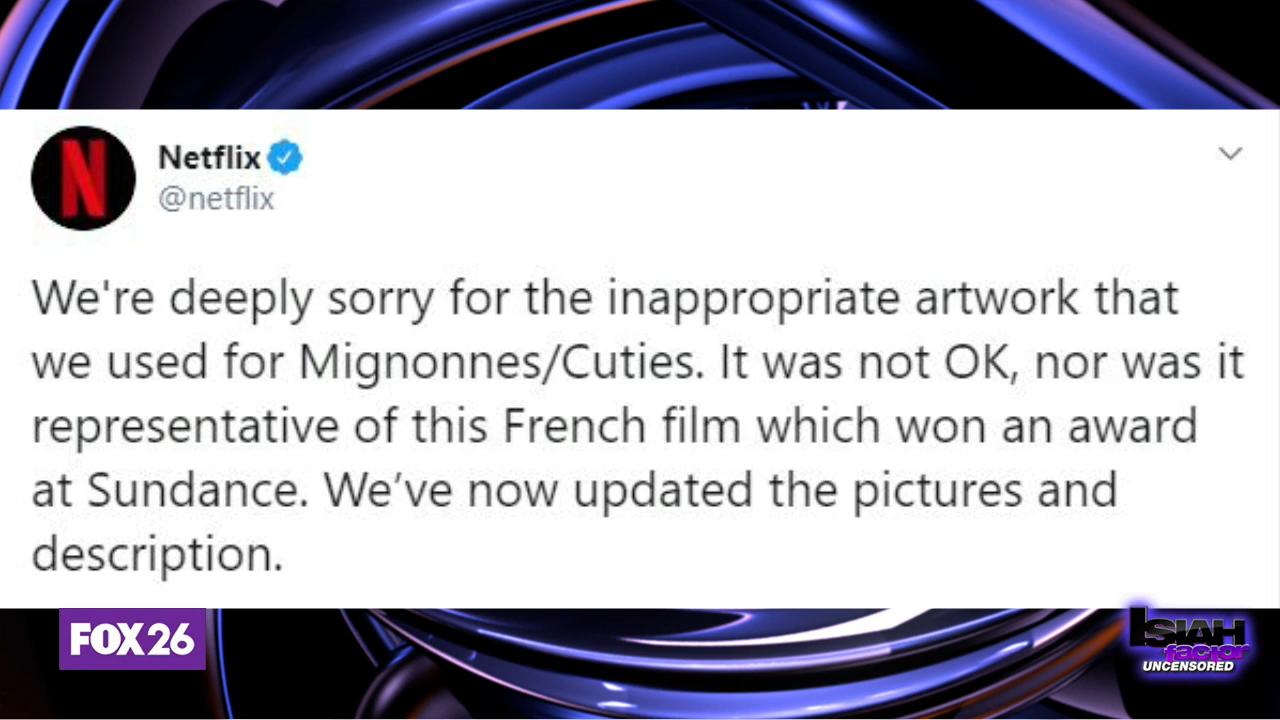 Netflix
@netflix
We're deeply sorry for the inappropriate artwork that
we used for Mignonnes/Cuties. It was not OK, nor was it
representative of this French film which won an award
at Sundance. We’ve now updated the pictures and
description.
FOX 26
ISIAH
factor
UNCENSORED